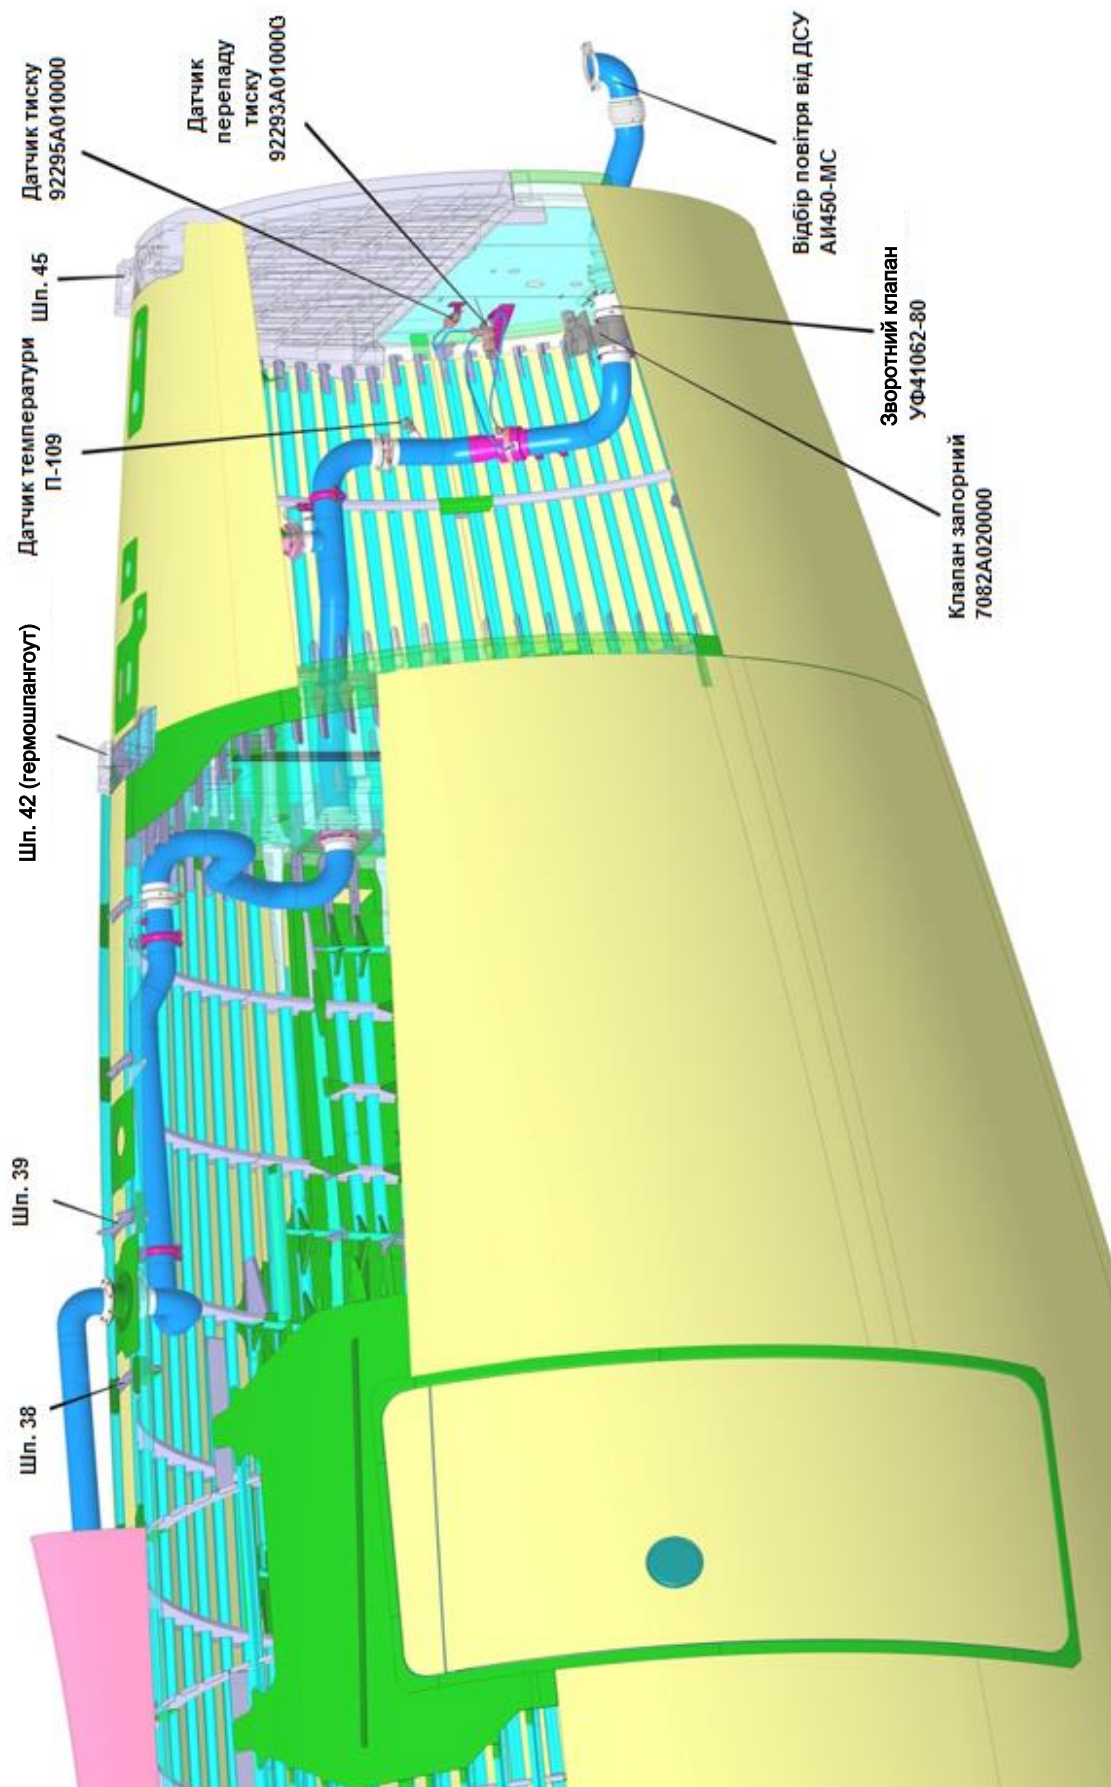 Шп. 38
Шп. 39
Шп. 42 (гермошпангоут)
Датчик температури
П-109
Шп. 45
Датчик тиску
92295А010000
Датчик
перепаду
тиску
92293А010000
Відбір повітря від ДСУ
АИ450-МС
Зворотний клапан
УФ41062-80
Клапан запорний
7082А020000